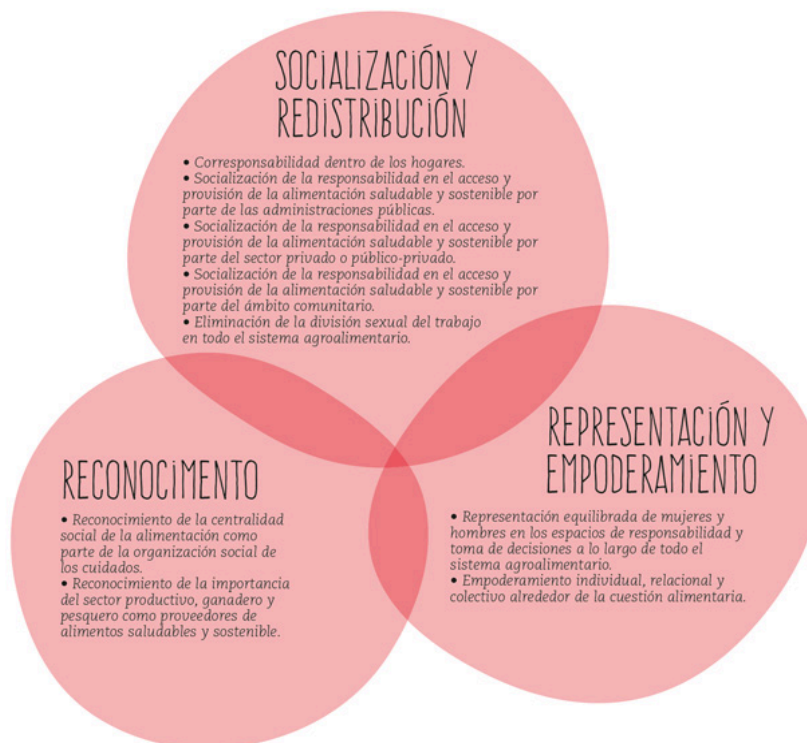 SOCIALIZACIÓN Y
REDISTRIBUCIÓN
• Corresponsabilidad dentro de los hogares.
• Socialización de la responsabilidad en el acceso y
provisión de la alimentación saludable y sostenible por
parte de las administraciones públicas.
• Socialización de la responsabilidad en el acceso y
provisión de la alimentación saludable y sostenible por
parte del sector privado o público-privado.
• Socialización de la responsabilidad en el acceso y
provisión de la alimentación saludable y sostenible por
parte del ámbito comunitario.
• Eliminación de la división sexual del trabajo
en todo el sistema agroalimentario.
RECONOCIMENTO
• Reconocimiento de la centralidad
social de la alimentación como
parte de la organización social de
los cuidados.
• Reconocimiento de la importancia
del sector productivo, ganadero y
pesquero como proveedores de
alimentos saludables y sostenible.
REPRESENTACIÓN Y
EMPODERAMIENTO
• Representación equilibrada de mujeres y
hombres en los espacios de responsabilidad y
toma de decisiones a lo largo de todo el
sistema agroalimentario.
• Empoderamiento individual, relacional y
colectivo alrededor de la cuestión alimentaria.